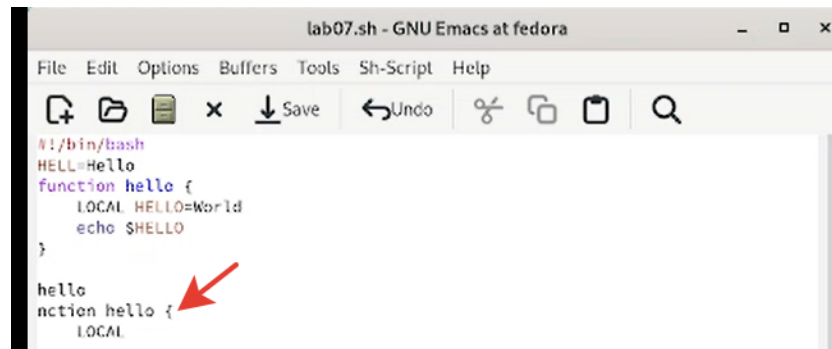 lab07.sh - GNU Emacs at fedora
File Edit Options Buffers Tools Sh-Script Help
Save Undo
#!/bin/bash
HELL=Hello
function hello {
    LOCAL HELLO=World
    echo $HELLO
}
hello
nction hello {
    LOCAL